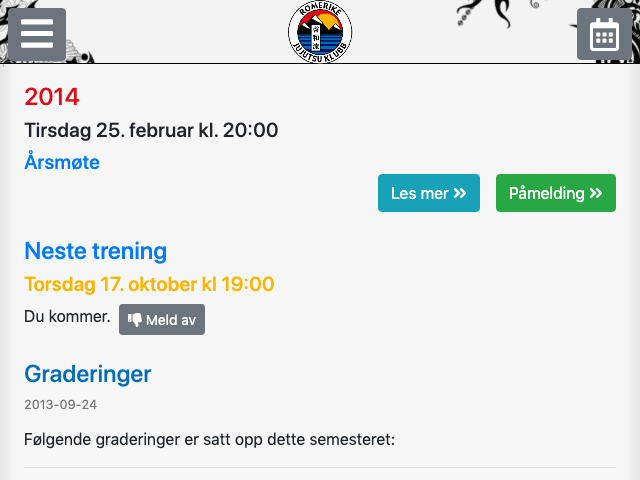 ROMERIKE
JUJUTSU KLUBB
2014
Tirsdag 25. februar kl. 20:00
Årsmøte
Les mer »
Påmelding »
Neste trening
Torsdag 17. oktober kl 19:00
Du kommer.
Meld av
Graderinger
2013-09-24
Følgende graderinger er satt opp dette semesteret: